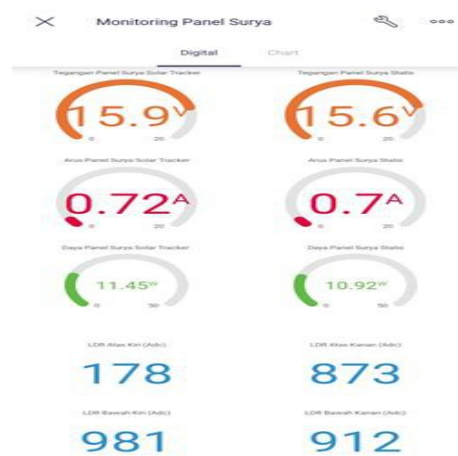 Monitoring Panel Surya
Digital Chart
Tegangan Panel Surya Solar Tracker Tegangan Panel Surya Statis
15.9V 15.6V
0 20 0 20
Arus Panel Surya Solar Tracker Arus Panel Surya Statis
0.72A 0.7A
0 20 0 20
Daya Panel Surya Solar Tracker Daya Panel Surya Statis
11.45W 10.92W
0 50 0 50
LDR Atas Kiri (Adc) LDR Atas Kanan (Adc)
178 873
LDR Bawah Kiri (Adc) LDR Bawah Kanan (Adc)
981 912